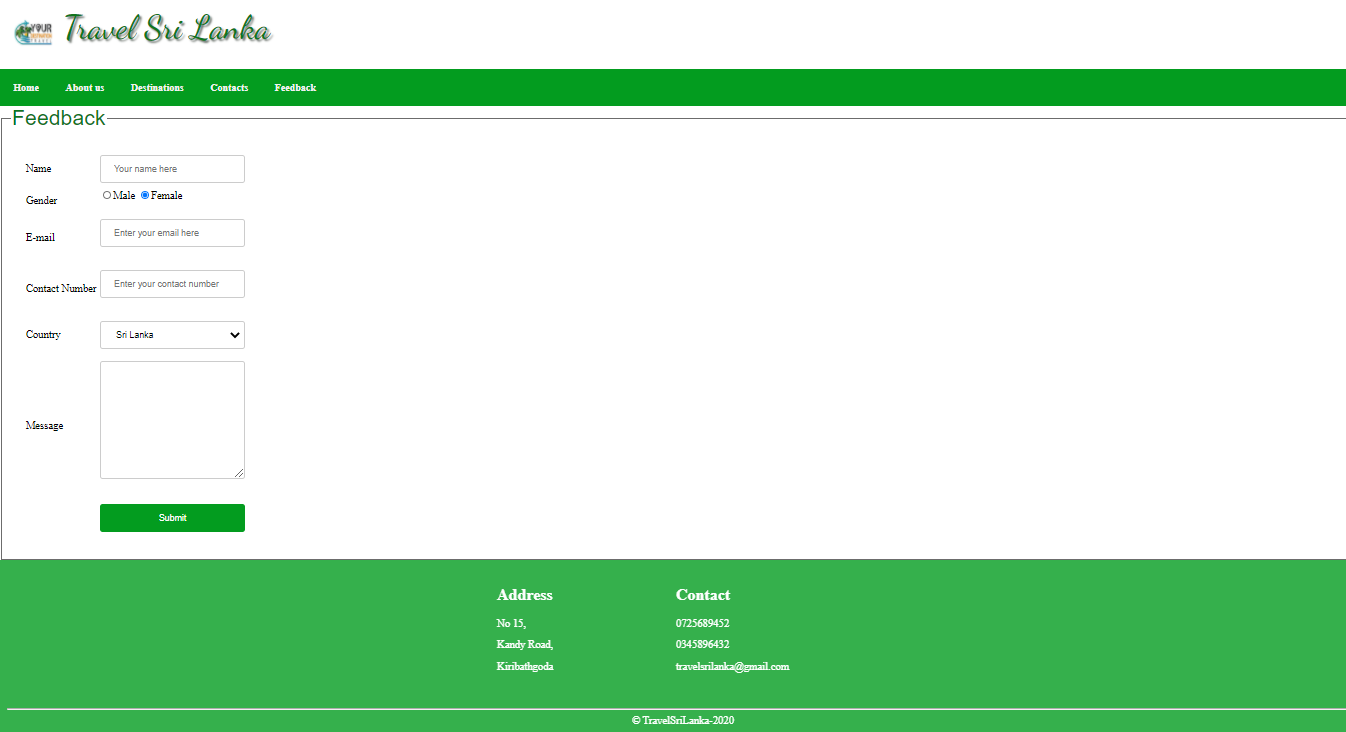 YOUR
DESTINATION
TRAVEL
Travel Sri Lanka
Home About us Destinations Contacts Feedback
Feedback
Name Your name here
Gender Male Female
E-mail Enter your email here
Contact Number Enter your contact number
Country Sri Lanka
Message
Submit
Address Contact
No 15, 0725689452
Kandy Road, 0345896432
Kiribathgoda travelsrilanka@gmail.com
© TravelSriLanka-2020